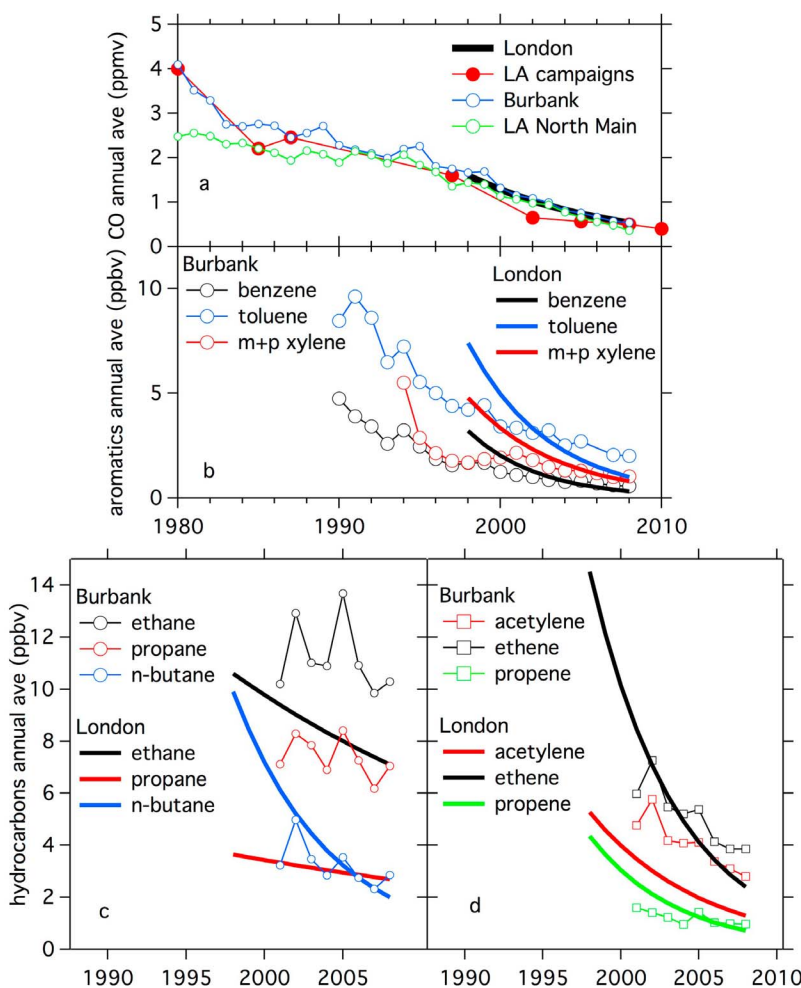 CO annual ave (ppmv)
5
4
3
2
1
0
London
LA campaigns
Burbank
LA North Main
a
aromatics annual ave (ppbv)
10
5
0
Burbank
benzene
toluene
m+p xylene
London
benzene
toluene
m+p xylene
b
1980
1990
2000
2010
hydrocarbons annual ave (ppbv)
14
12
10
8
6
4
2
0
Burbank
ethane
propane
n-butane
London
ethane
propane
n-butane
c
1990
1995
2000
2005
Burbank
acetylene
ethene
propene
London
acetylene
ethene
propene
d
1990
1995
2000
2005
2010